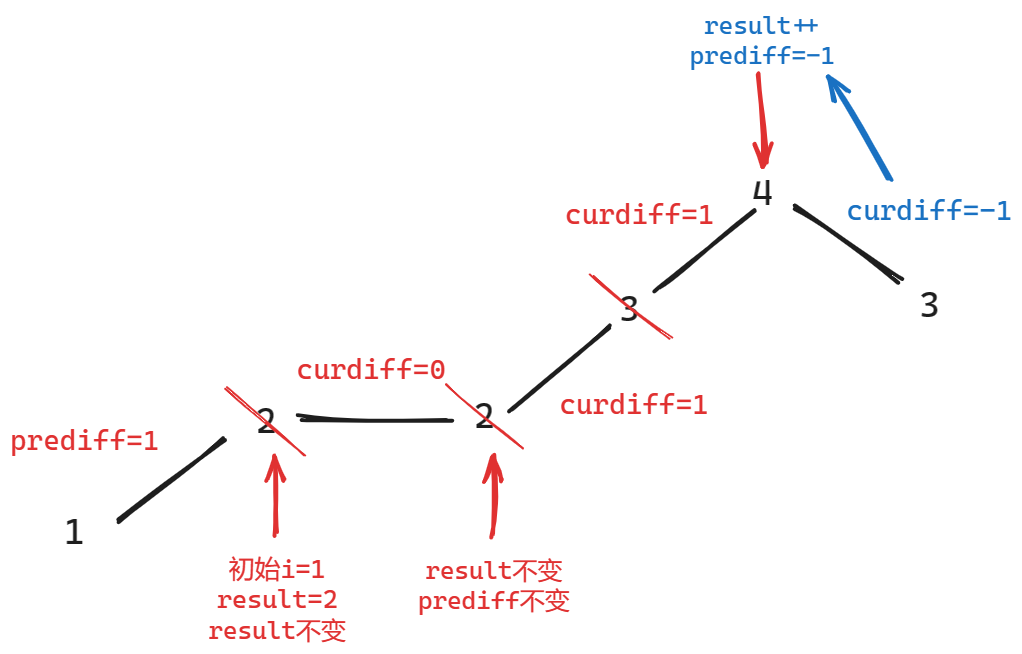 result++
prediff=-1
4
curdiff=1
curdiff=-1
3
3
curdiff=0
curdiff=1
2
2
prediff=1
1
初始i=1
result=2
result不变
result不变
prediff不变